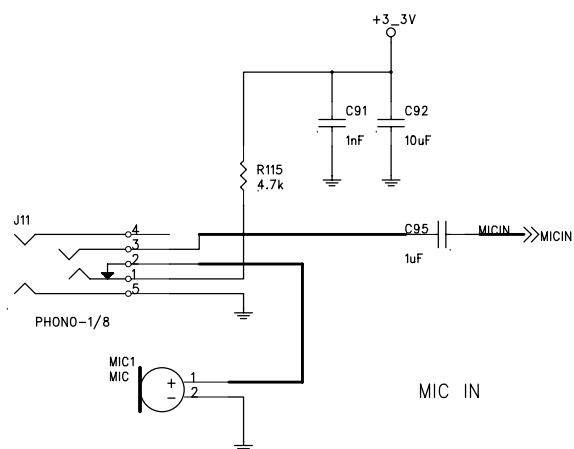 +3_3V
C91
1nF
C92
10uF
R115
4.7k
J11
4
3
2
1
5
PHONO-1/8
C95
1uF
MICIN
MICIN
MIC1
MIC
+
-
1
2
MIC IN